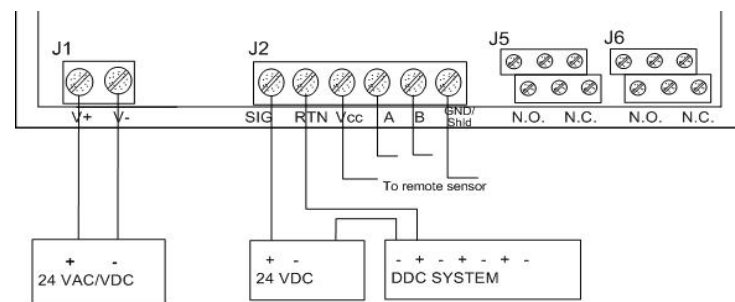 J1
J2
J5
J6
V+ V-
SIG RTN Vcc A B GND/
Shld
N.O. N.C.
N.O. N.C.
To remote sensor
+ -
24 VAC/VDC
+ -
24 VDC
- + - + - + -
DDC SYSTEM